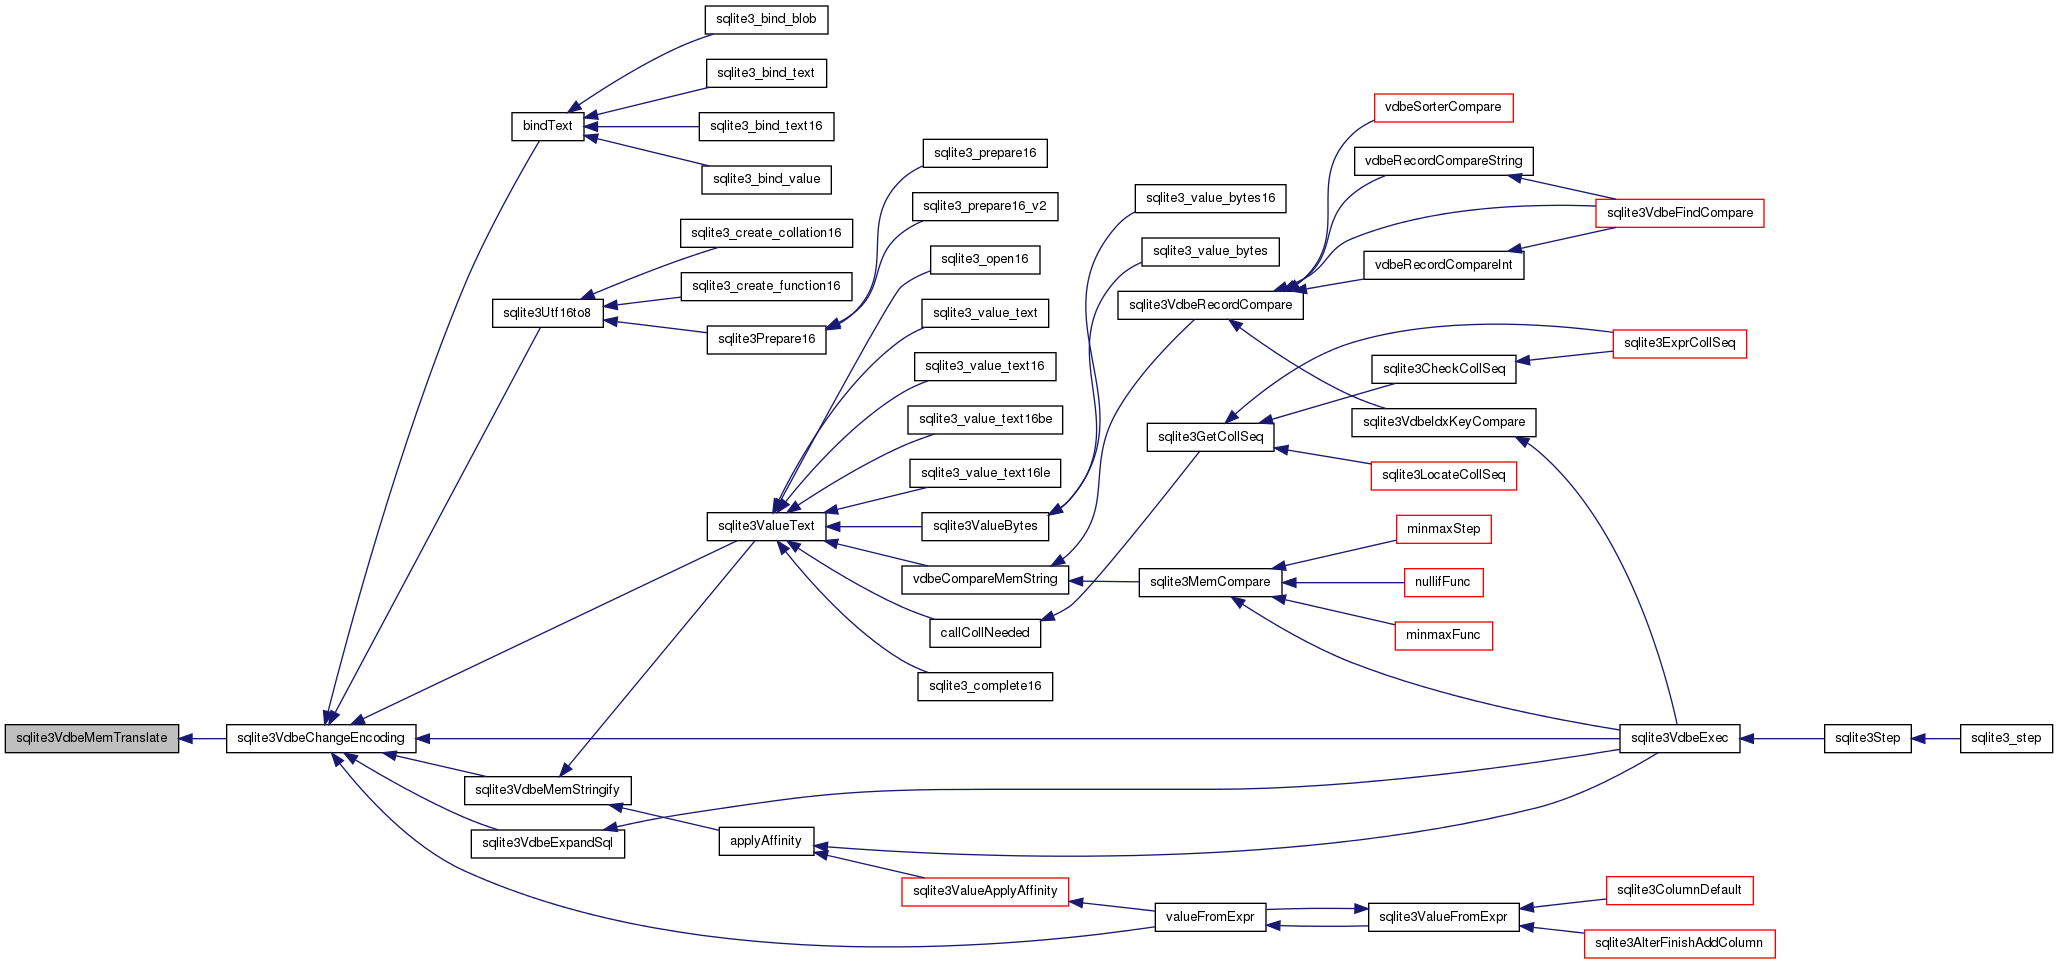 sqlite3_bind_blob
sqlite3_bind_text
bindText
sqlite3_bind_text16
sqlite3_bind_value
sqlite3_create_collation16
sqlite3_create_function16
sqlite3Utf16to8
sqlite3Prepare16
sqlite3_prepare16
sqlite3_prepare16_v2
sqlite3_open16
sqlite3_value_text
sqlite3_value_text16
sqlite3_value_text16be
sqlite3_value_text16le
sqlite3ValueText
sqlite3ValueBytes
vdbeCompareMemString
callCollNeeded
sqlite3_complete16
sqlite3_value_bytes16
sqlite3_value_bytes
sqlite3VdbeRecordCompare
vdbeSorterCompare
vdbeRecordCompareString
sqlite3VdbeFindCompare
vdbeRecordCompareInt
sqlite3ExprCollSeq
sqlite3CheckCollSeq
sqlite3VdbeIdxKeyCompare
sqlite3GetCollSeq
sqlite3LocateCollSeq
minmaxStep
sqlite3MemCompare
nullifFunc
minmaxFunc
sqlite3VdbeMemTranslate
sqlite3VdbeChangeEncoding
sqlite3VdbeExec
sqlite3Step
sqlite3_step
sqlite3VdbeMemStringify
sqlite3VdbeExpandSql
applyAffinity
sqlite3ValueApplyAffinity
valueFromExpr
sqlite3ValueFromExpr
sqlite3ColumnDefault
sqlite3AlterFinishAddColumn